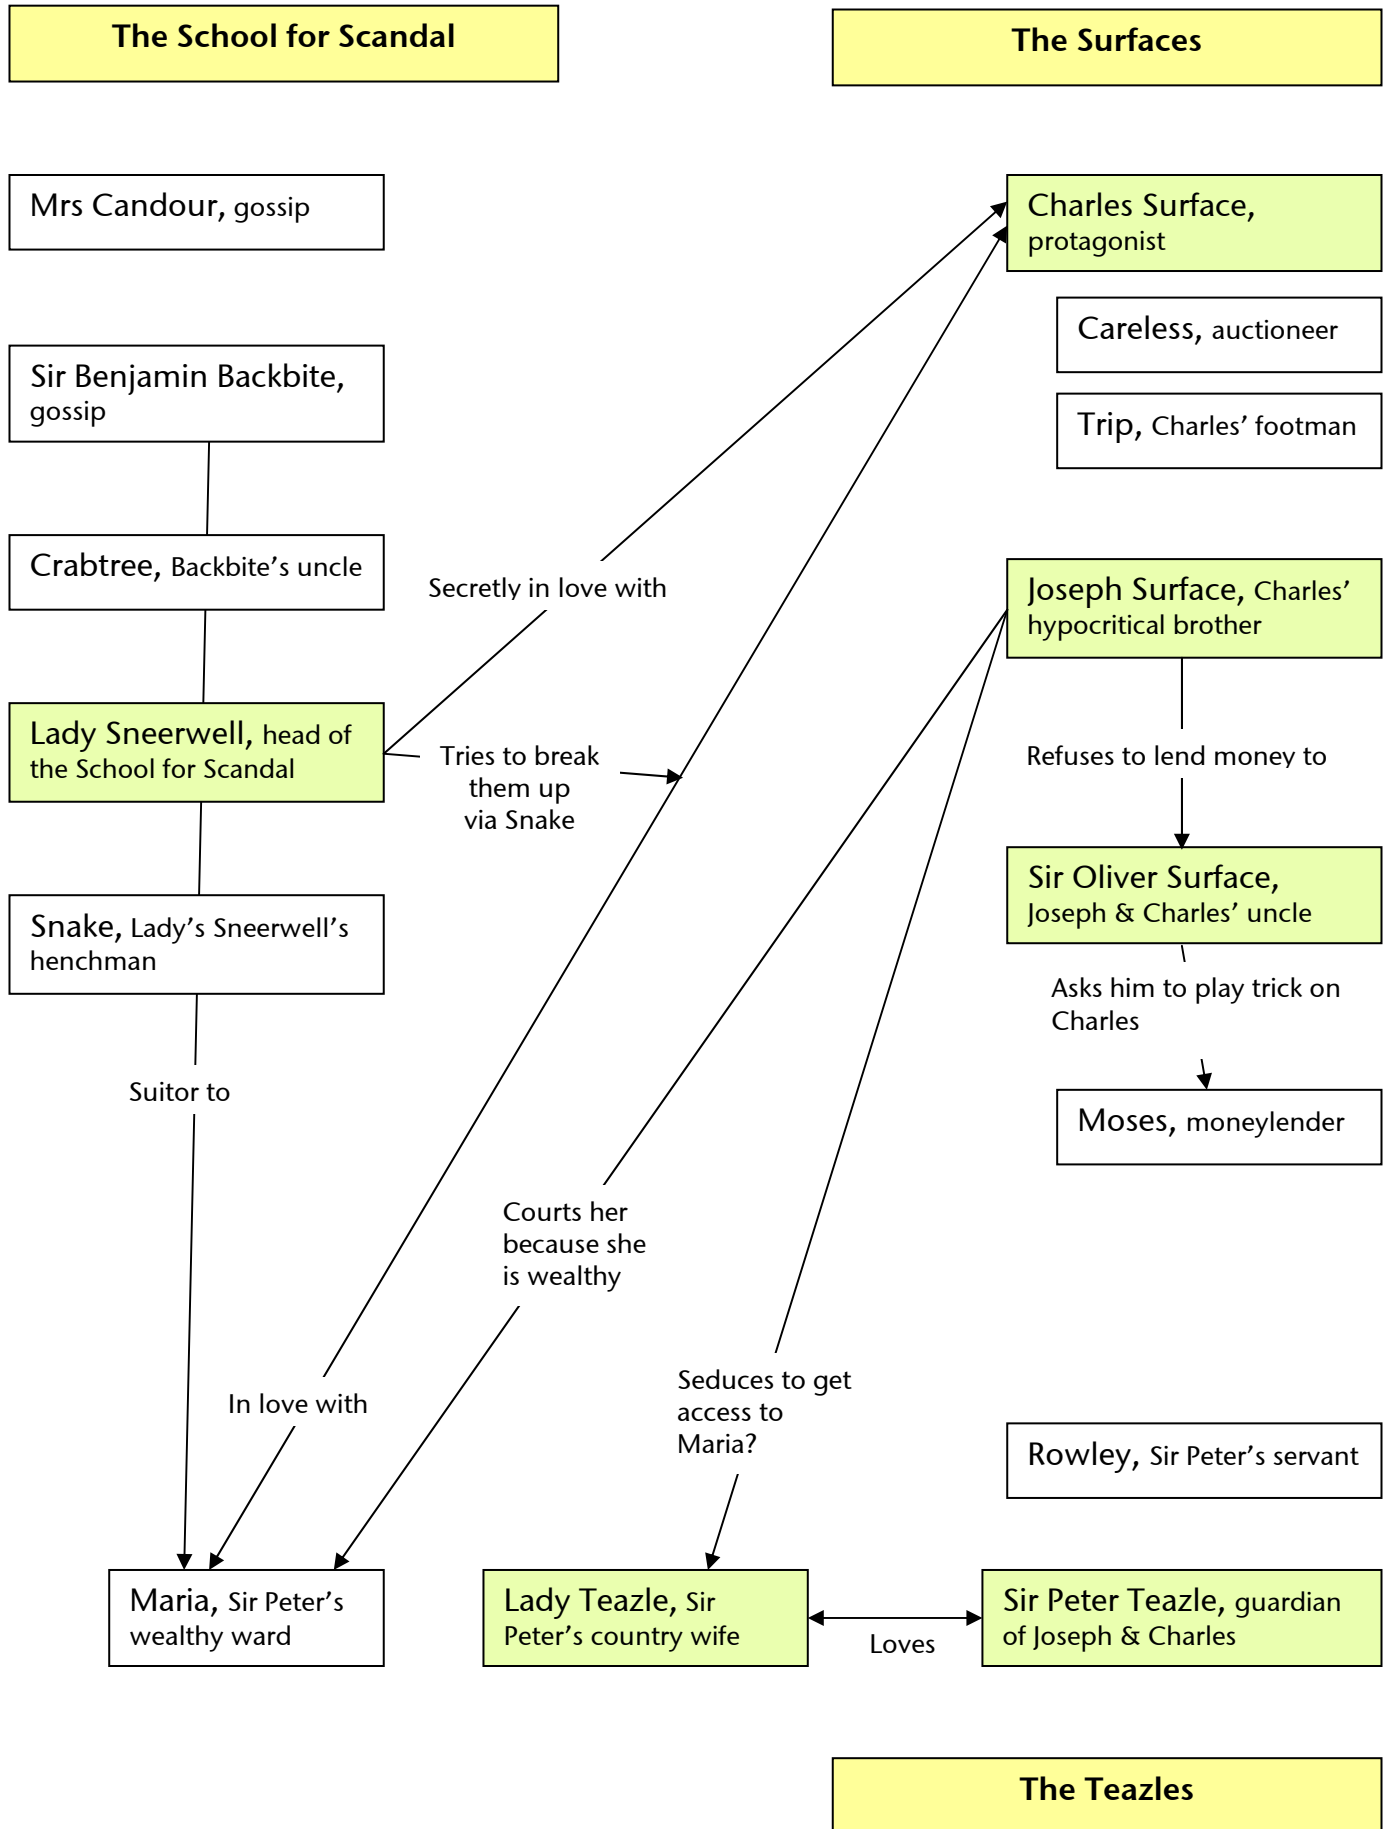 The School for Scandal
The Surfaces
Mrs Candour, gossip
Charles Surface,
protagonist
Careless, auctioneer
Sir Benjamin Backbite,
gossip
Trip, Charles’ footman
Crabtree, Backbite’s uncle
Secretly in love with
Joseph Surface, Charles’
hypocritical brother
Lady Sneerwell, head of
the School for Scandal
Tries to break
them up
via Snake
Refuses to lend money to
Sir Oliver Surface,
Joseph & Charles’ uncle
Snake, Lady’s Sneerwell’s
henchman
Asks him to play trick on
Charles
Suitor to
Moses, moneylender
Courts her
because she
is wealthy
In love with
Seduces to get
access to
Maria?
Rowley, Sir Peter’s servant
Maria, Sir Peter’s
wealthy ward
Lady Teazle, Sir
Peter’s country wife
Loves
Sir Peter Teazle, guardian
of Joseph & Charles
The Teazles